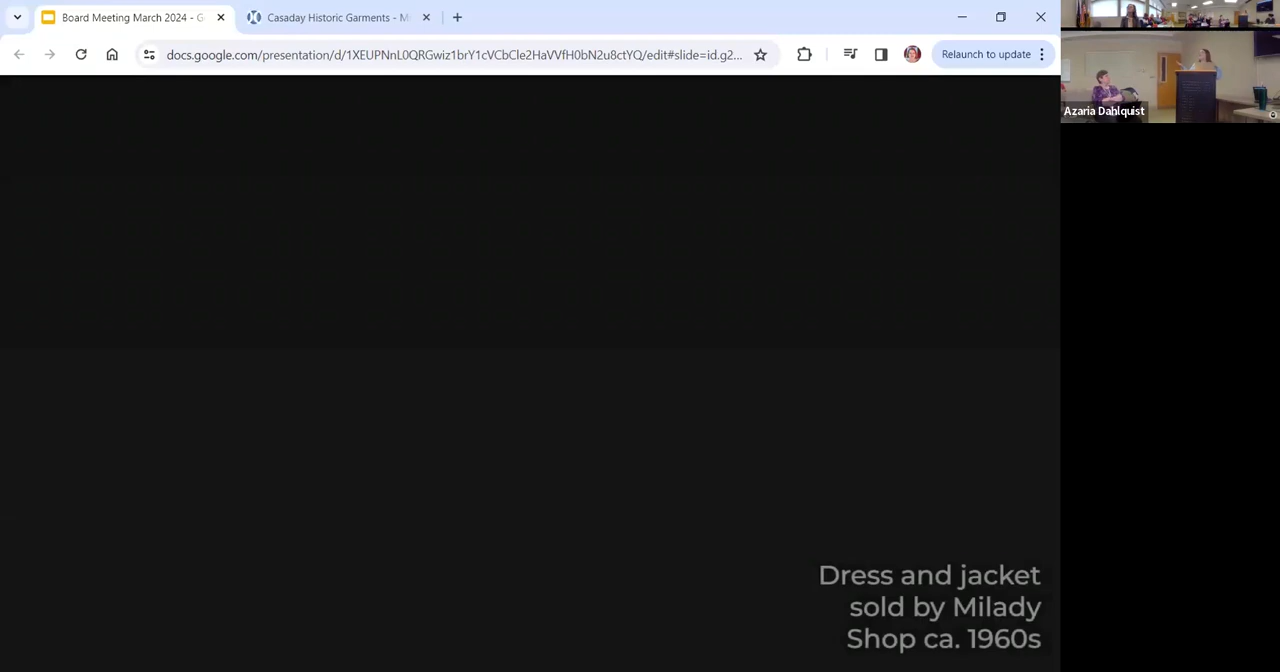 Board Meeting March 2024 - G
Casaday Historic Garments - M
docs.google.com/presentation/d/1_EUPNnL0QRGwiz1brY1rVCbCle2HaVVfH0bN2u8ctYQ/edit#slide=id.g2...
Relaunch to update
Azaria Dahlquist
Dress and jacket
sold by Milady
Shop ca. 1960s